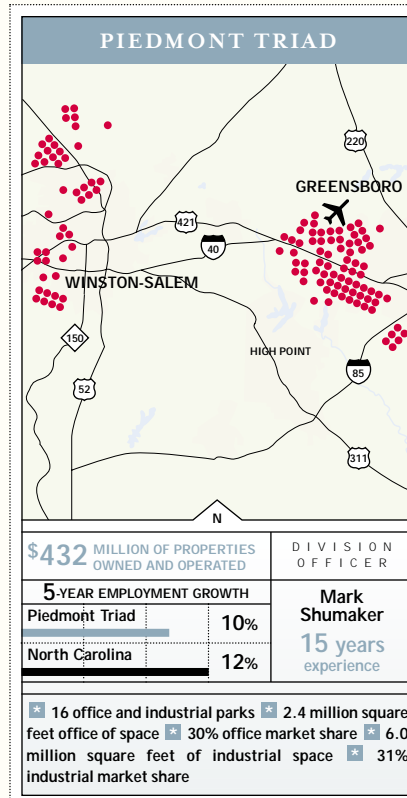 PIEDMONT TRIAD
220
GREENSBORO
421
40
WINSTON-SALEM
150
HIGH POINT
85
52
311
N
$432 MILLION OF PROPERTIES
OWNED AND OPERATED
DIVISION
OFFICER
5-YEAR EMPLOYMENT GROWTH
Piedmont Triad 10%
North Carolina 12%
Mark
Shumaker
15 years
experience
* 16 office and industrial parks * 2.4 million square
feet office of space * 30% office market share * 6.0
million square feet of industrial space * 31%
industrial market share